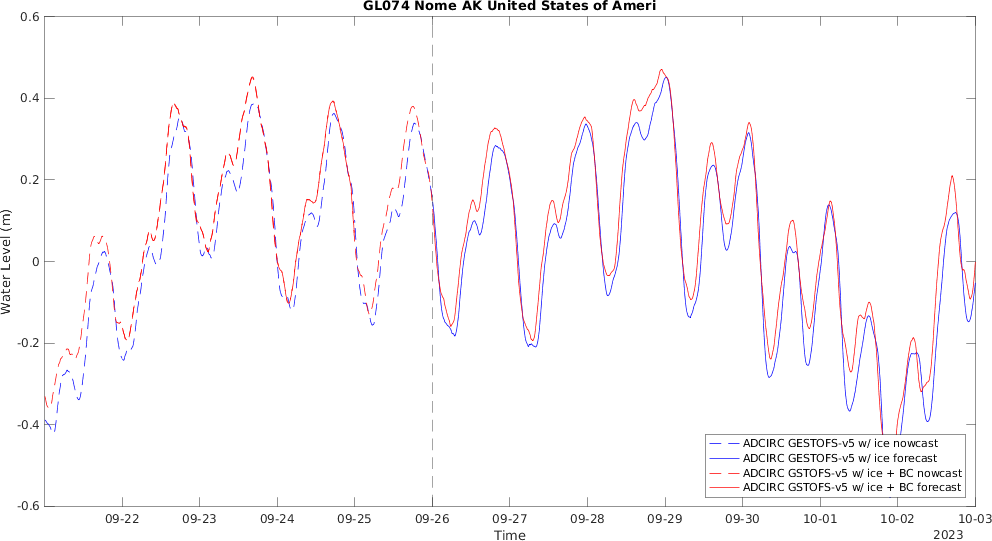 GL074 Nome AK United States of Ameri
0.6
0.4
0.2
0
-0.2
-0.4
-0.6
Water Level (m)
09-22 09-23 09-24 09-25 09-26 09-27 09-28 09-29 09-30 10-01 10-02 10-03
Time
2023
ADCIRC GESTOFS-v5 w/ ice nowcast
ADCIRC GESTOFS-v5 w/ ice forecast
ADCIRC GSTOFS-v5 w/ ice + BC nowcast
ADCIRC GSTOFS-v5 w/ ice + BC forecast